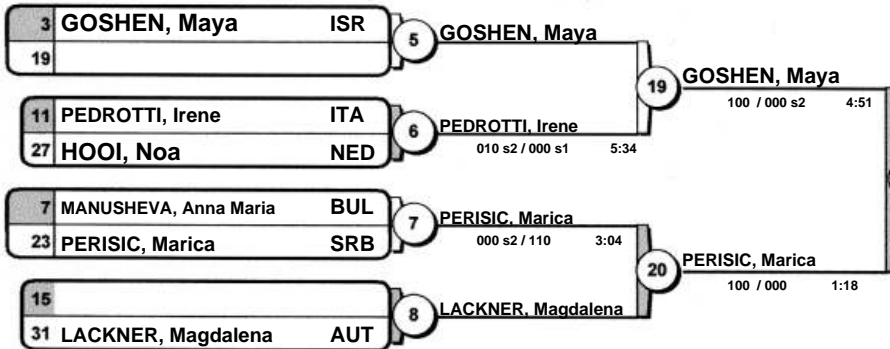 3 GOSHEN, Maya ISR
19
5 GOSHEN, Maya
11 PEDROTTI, Irene ITA
27 HOOI, Noa NED
6 PEDROTTI, Irene
010 s2 / 000 s1 5:34
19 GOSHEN, Maya
100 / 000 s2 4:51
7 MANUSHEVA, Anna Maria BUL
23 PERISIC, Marica SRB
7 PERISIC, Marica
000 s2 / 110 3:04
15
31 LACKNER, Magdalena AUT
8 LACKNER, Magdalena
20 PERISIC, Marica
100 / 000 1:18